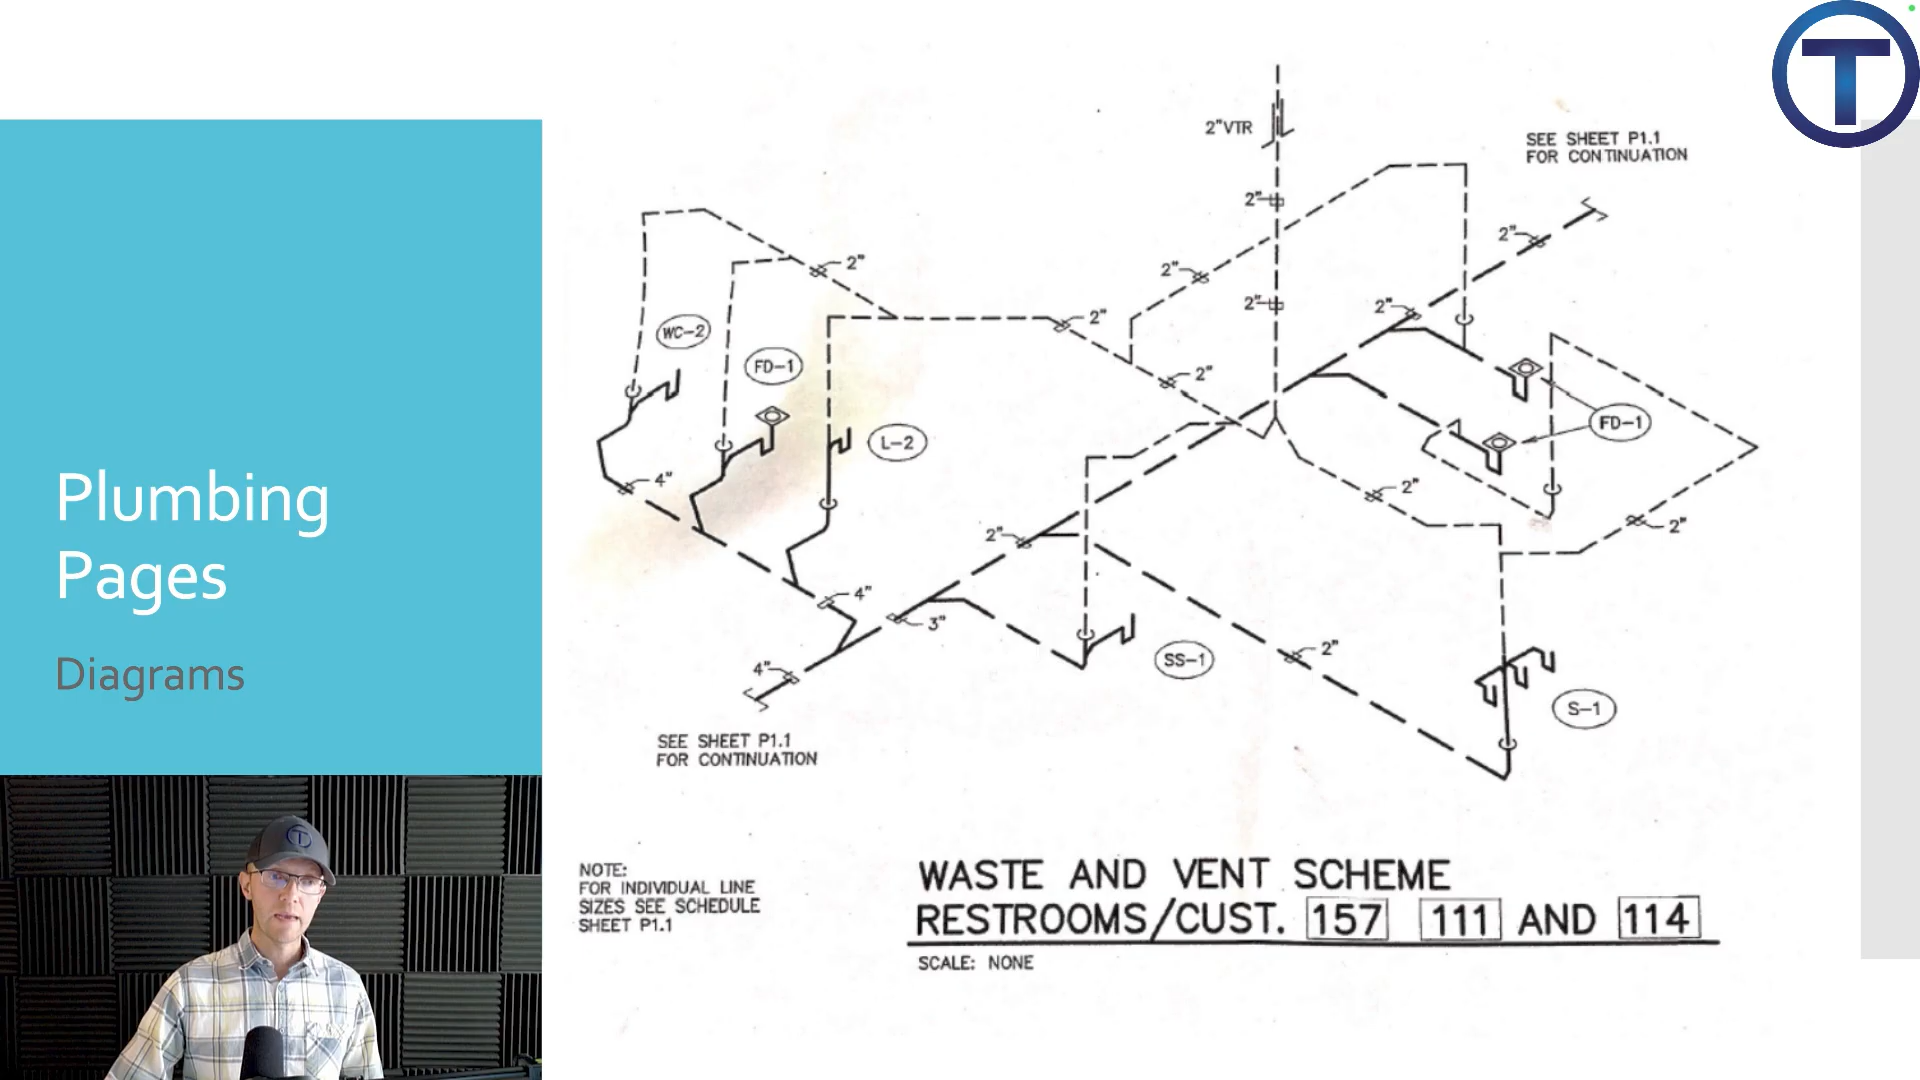 T
Plumbing
Pages
Diagrams
2"VTR
SEE SHEET P1.1
FOR CONTINUATION
2"
2"
2"
2"
2"
2"
2"
2"
WC-2
FD-1
L-2
FD-1
4"
2"
2"
2"
4"
3"
2"
4"
SS-1
S-1
SEE SHEET P1.1
FOR CONTINUATION
NOTE:
FOR INDIVIDUAL LINE
SIZES SEE SCHEDULE
SHEET P1.1
WASTE AND VENT SCHEME
RESTROOMS/CUST. 157 111 AND 114
SCALE: NONE
T